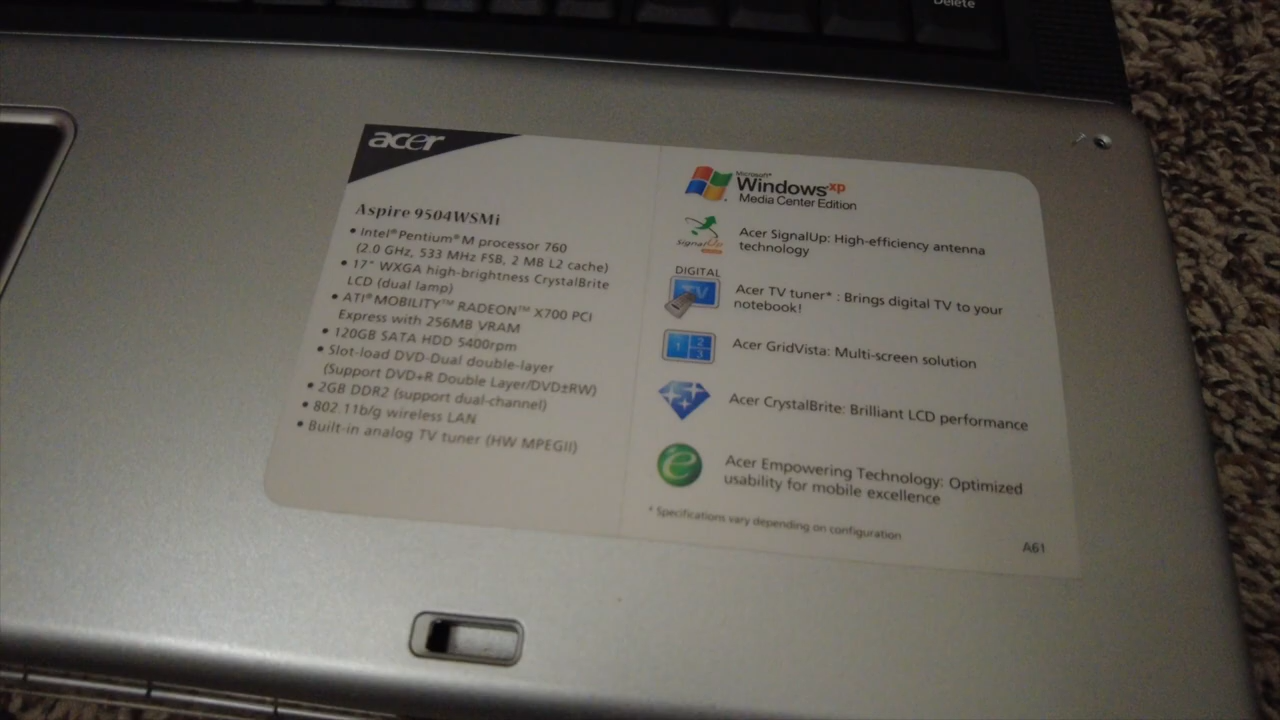 Delete
acer
Aspire 9504WSMi
• Intel® Pentium® M processor 760
(2.0 GHz, 533 MHz FSB, 2 MB L2 cache)
• 17" WXGA high-brightness CrystalBrite
LCD (dual lamp)
• ATI® MOBILITY™ RADEON™ X700 PCI
Express with 256MB VRAM
• 120GB SATA HDD 5400rpm
• Slot-load DVD-Dual double-layer
(Support DVD+R Double Layer/DVD±RW)
• 2GB DDR2 (support dual-channel)
• 802.11b/g wireless LAN
• Built-in analog TV tuner (HW MPEGII)
Microsoft®
Windows xp
Media Center Edition
SignalUp
Acer SignalUp: High-efficiency antenna
technology
DIGITAL
TV
Acer TV tuner* : Brings digital TV to your
notebook!
1 2
3
Acer GridVista: Multi-screen solution
Acer CrystalBrite: Brilliant LCD performance
e
Acer Empowering Technology: Optimized
usability for mobile excellence
* Specifications vary depending on configuration
A61